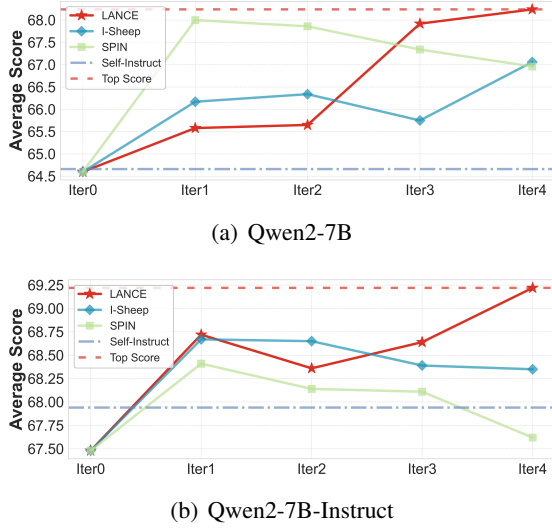 Average Score
68.0
67.5
67.0
66.5
66.0
65.5
65.0
64.5
LANCE
I-Sheep
SPIN
Self-Instruct
Top Score
Iter0 Iter1 Iter2 Iter3 Iter4
(a) Qwen2-7B
Average Score
69.25
69.00
68.75
68.50
68.25
68.00
67.75
67.50
LANCE
I-Sheep
SPIN
Self-Instruct
Top Score
Iter0 Iter1 Iter2 Iter3 Iter4
(b) Qwen2-7B-Instruct